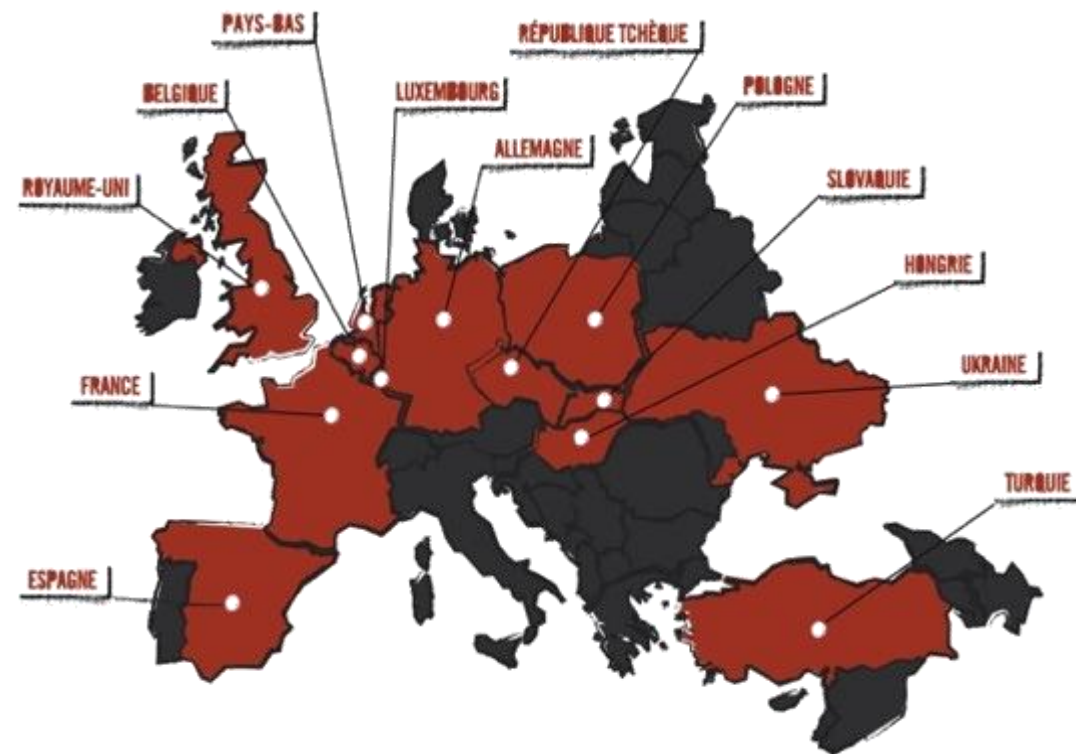 PAYS-BAS
RÉPUBLIQUE TCHÈQUE
BELGIQUE
LUXEMBOURG
POLOGNE
ALLEMAGNE
ROYAUME-UNI
SLOVAQUIE
HONGRIE
FRANCE
UKRAINE
TURQUIE
ESPAGNE